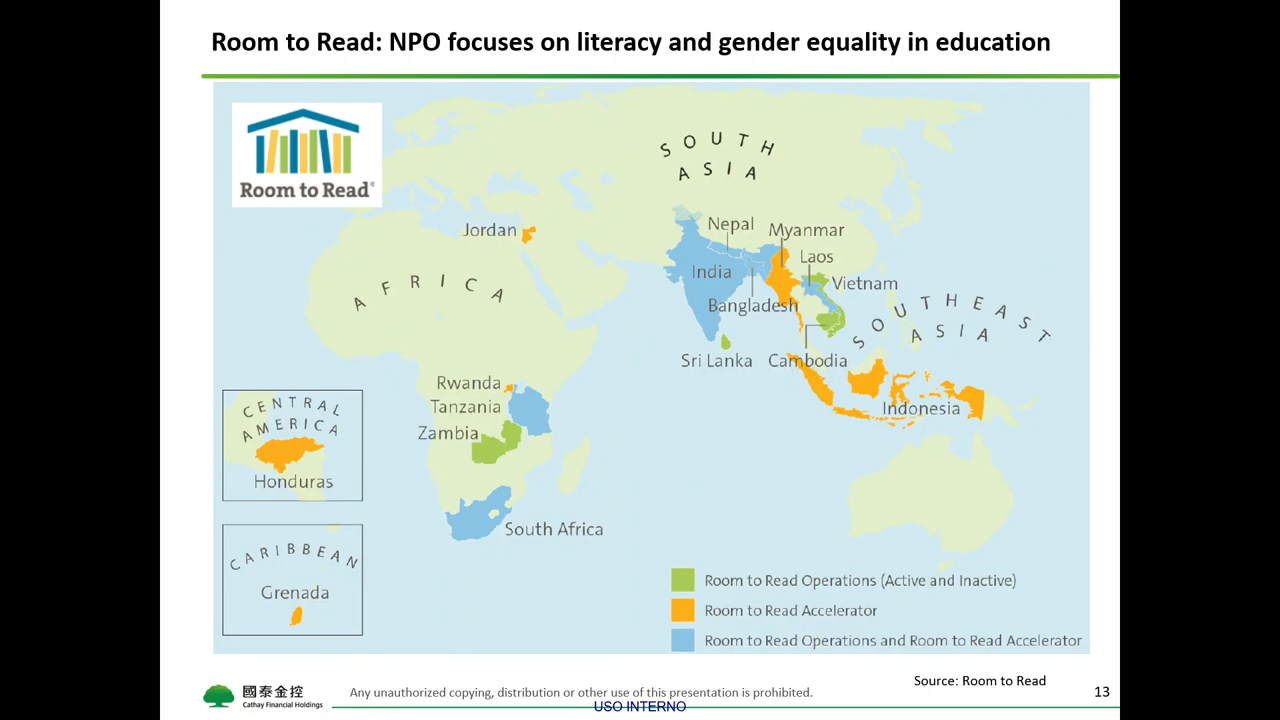 Room to Read: NPO focuses on literacy and gender equality in education
Room to Read®
SOUTH
ASIA
Nepal
Myanmar
Jordan
Laos
India
Vietnam
AFRICA
Bangladesh
SOUTHEAST
ASIA
Sri Lanka
Cambodia
Rwanda
Tanzania
Indonesia
Zambia
CENTRAL
AMERICA
Honduras
South Africa
CARIBBEAN
Grenada
Room to Read Operations (Active and Inactive)
Room to Read Accelerator
Room to Read Operations and Room to Read Accelerator
Source: Room to Read
國泰金控
Cathay Financial Holdings
Any unauthorized copying, distribution or other use of this presentation is prohibited.
13
USO INTERNO